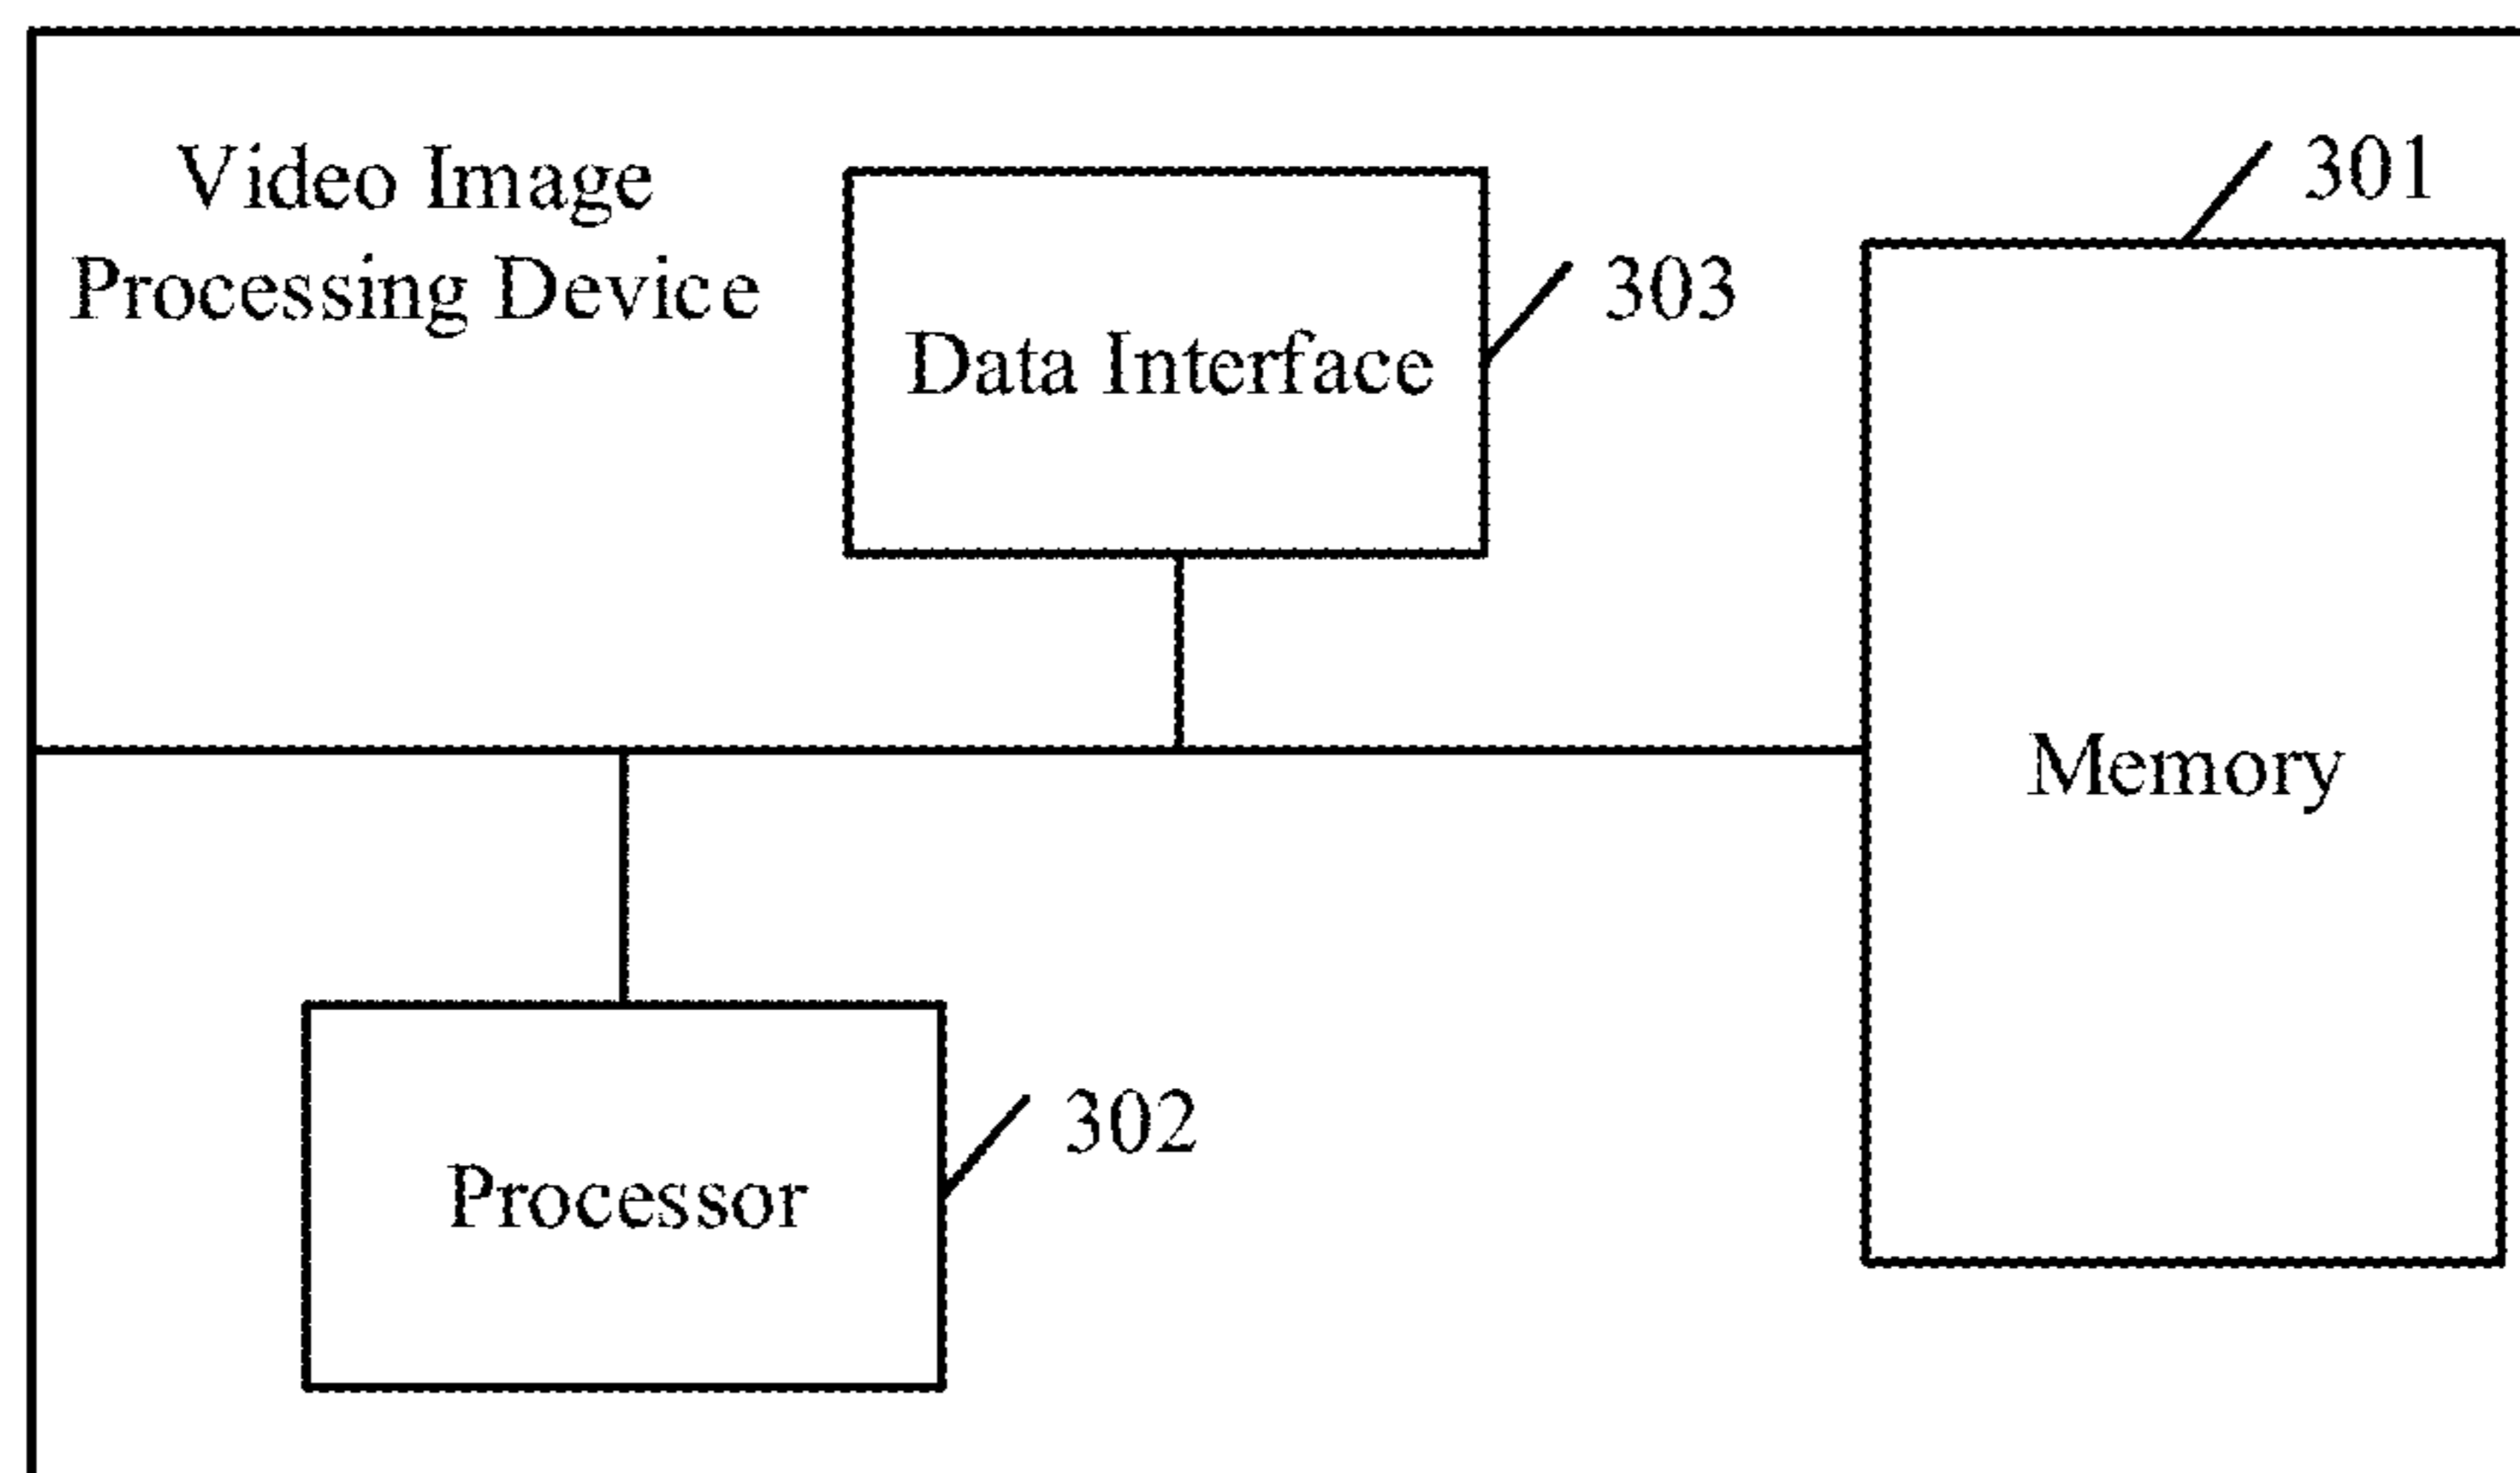 Video Image
Processing Device
301
303
Data Interface
Memory
302
Processor